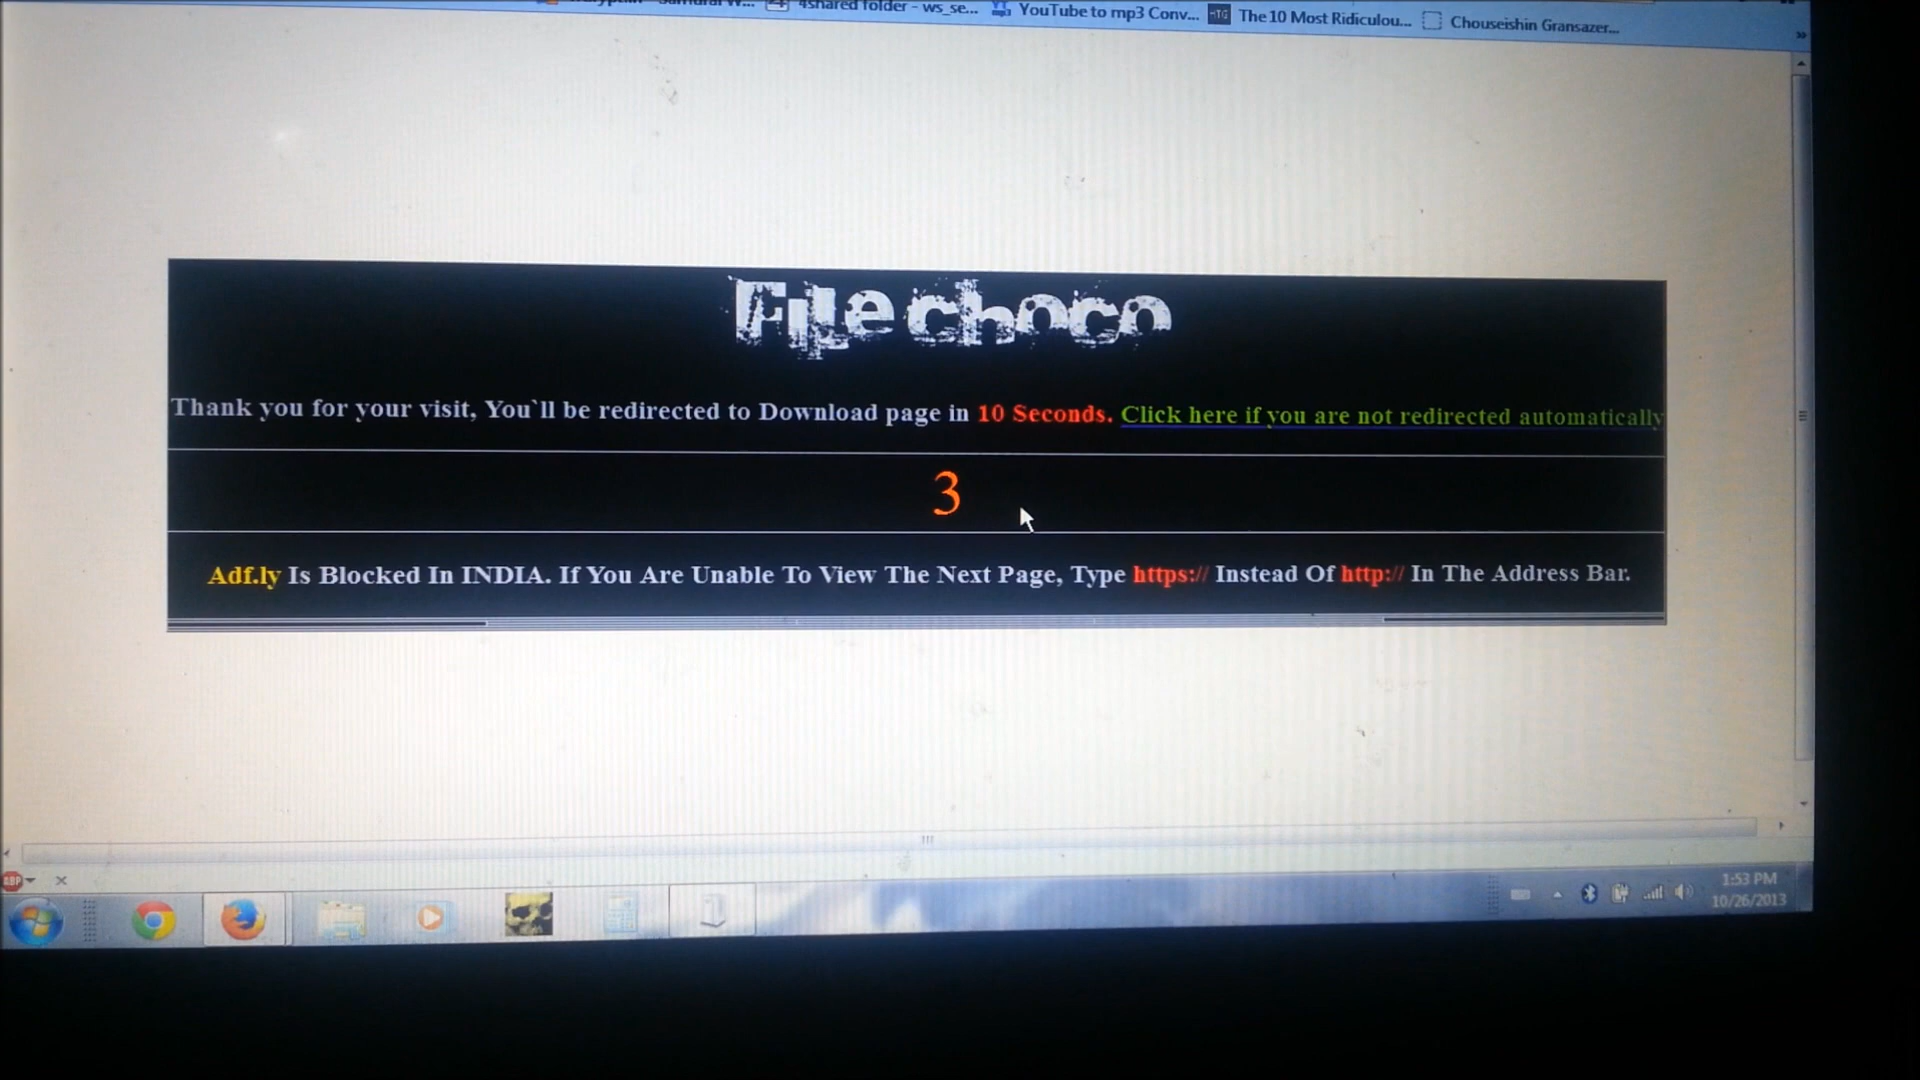 4shared folder - ws_se... YouTube to mp3 Conv... HTG The 10 Most Ridiculou... Chouseishin Gransazer...
File choco
Thank you for your visit, You`ll be redirected to Download page in 10 Seconds. Click here if you are not redirected automatically
3
Adf.ly Is Blocked In INDIA. If You Are Unable To View The Next Page, Type https:// Instead Of http:// In The Address Bar.
ABP
1:53 PM
10/26/2013